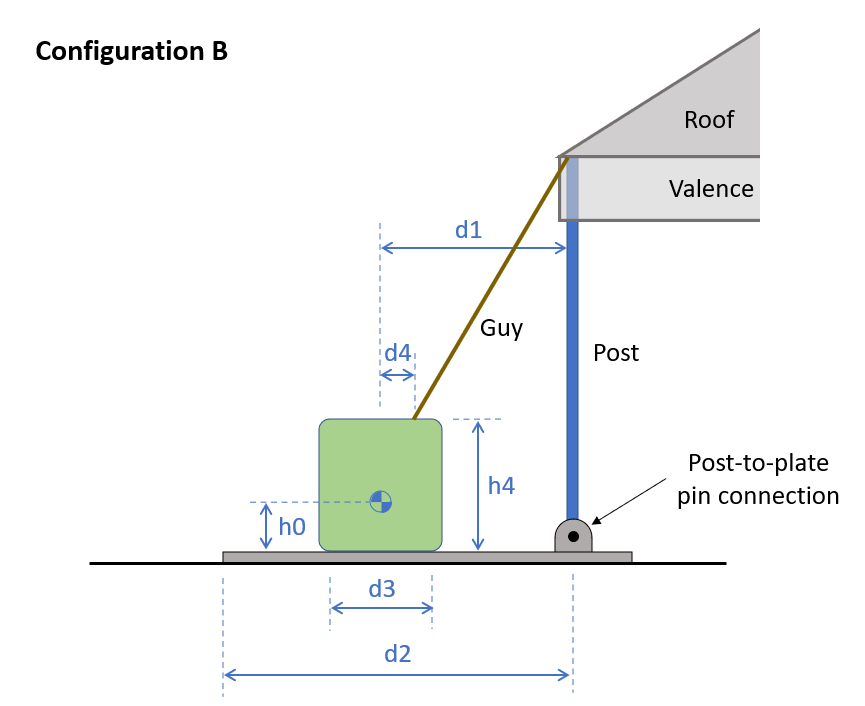 Configuration B
Roof
Valence
d1
Guy
d4
Post
Post-to-plate
pin connection
h4
h0
d3
d2